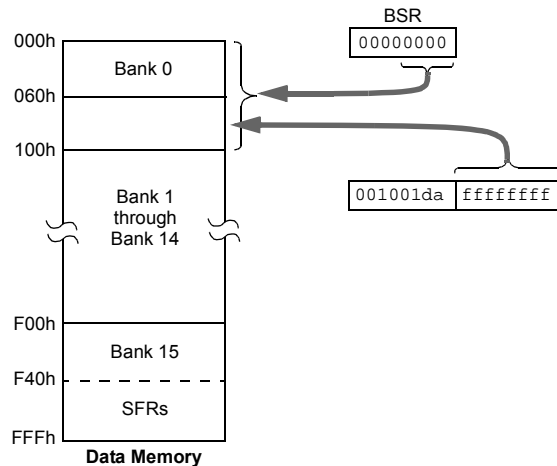 BSR
00000000
000h
Bank 0
060h
100h
001001da ffffffff
Bank 1
through
Bank 14
F00h
Bank 15
F40h
SFRs
FFFh
Data Memory